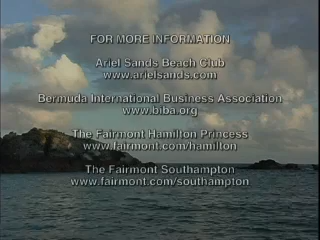 FOR MORE INFORMATION
Ariel Sands Beach Club
www.arielsands.com
Bermuda International Business Association
www.biba.org
The Fairmont Hamilton Princess
www.fairmont.com/hamilton
The Fairmont Southampton
www.fairmont.com/southampton